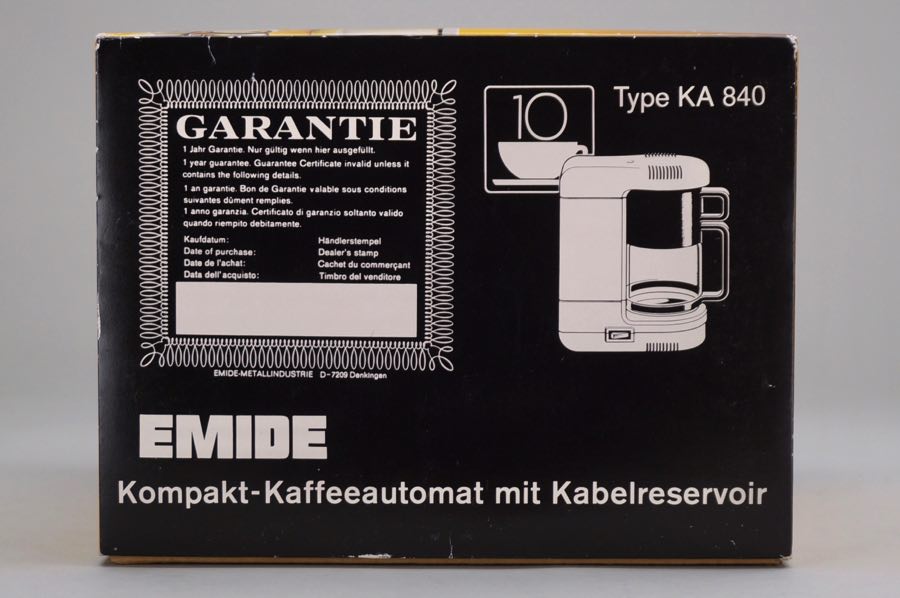 GARANTIE
1 Jahr Garantie. Nur gültig wenn hier ausgefüllt.
1 year guarantee. Guarantee Certificate invalid unless it
contains the following details.
1 an garantie. Bon de Garantie valable sous conditions
suivantes dûment remplies.
1 anno garanzia. Certificato di garanzio soltanto valido
quando riempito debitamente.
Kaufdatum: Händlerstempel
Date of purchase: Dealer's stamp
Date de l'achat: Cachet du commerçant
Data dell'acquisto: Timbro del venditore
EMIDE-METALLINDUSTRIE D-7209 Denkingen
10
Type KA 840
EMIDE
Kompakt-Kaffeeautomat mit Kabelreservoir